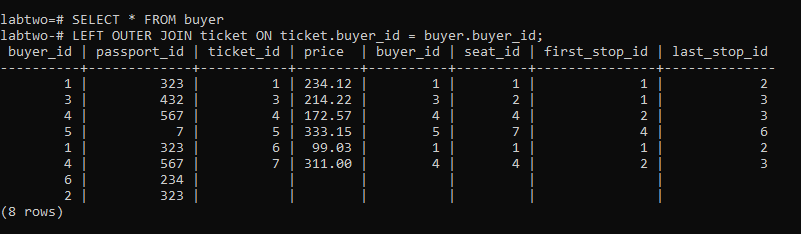 labtwo=# SELECT * FROM buyer
labtwo-# LEFT OUTER JOIN ticket ON ticket.buyer_id = buyer.buyer_id;
 buyer_id | passport_id | ticket_id | price  | buyer_id | seat_id | first_stop_id | last_stop_id
----------+-------------+-----------+--------+----------+---------+---------------+--------------
        1 |         323 |         1 | 234.12 |        1 |       1 |             1 |            2
        3 |         432 |         3 | 214.22 |        3 |       2 |             1 |            3
        4 |         567 |         4 | 172.57 |        4 |       4 |             2 |            3
        5 |           7 |         5 | 333.15 |        5 |       7 |             4 |            6
        1 |         323 |         6 |  99.03 |        1 |       1 |             1 |            2
        4 |         567 |         7 | 311.00 |        4 |       4 |             2 |            3
        6 |         234 |           |        |          |         |               |
        2 |         323 |           |        |          |         |               |
(8 rows)